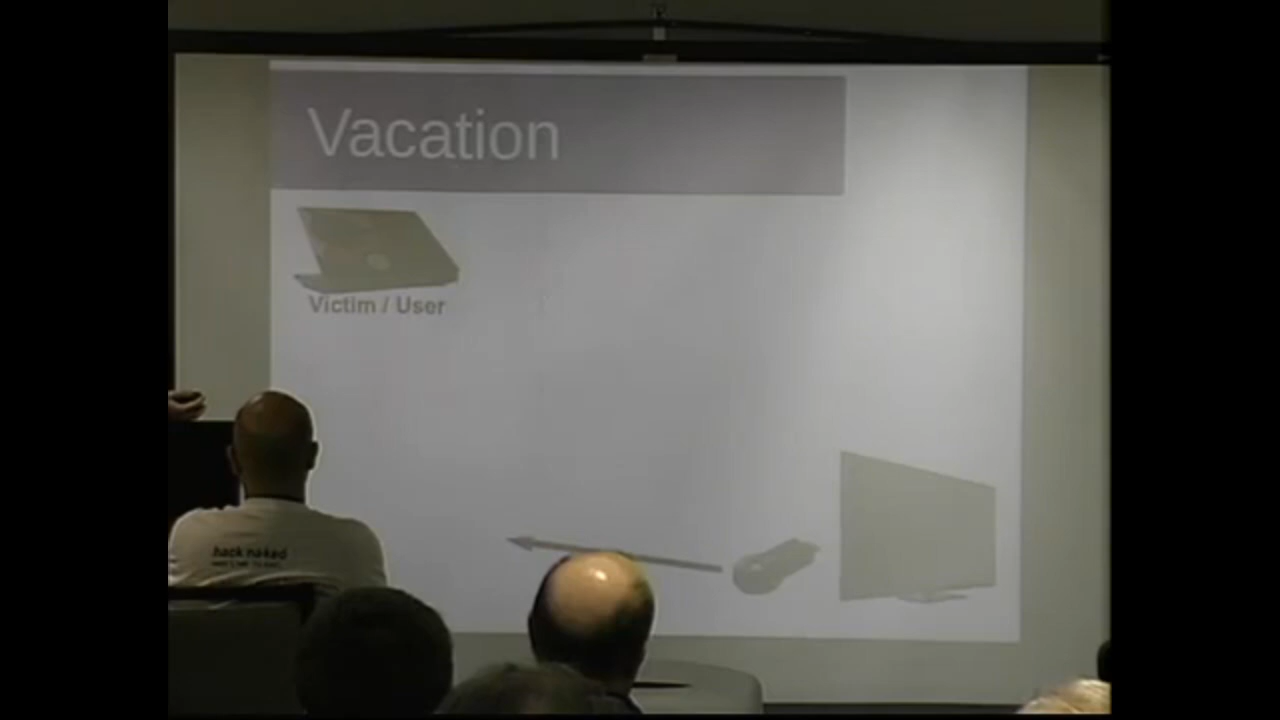 Vacation
Victim / User
hack naked